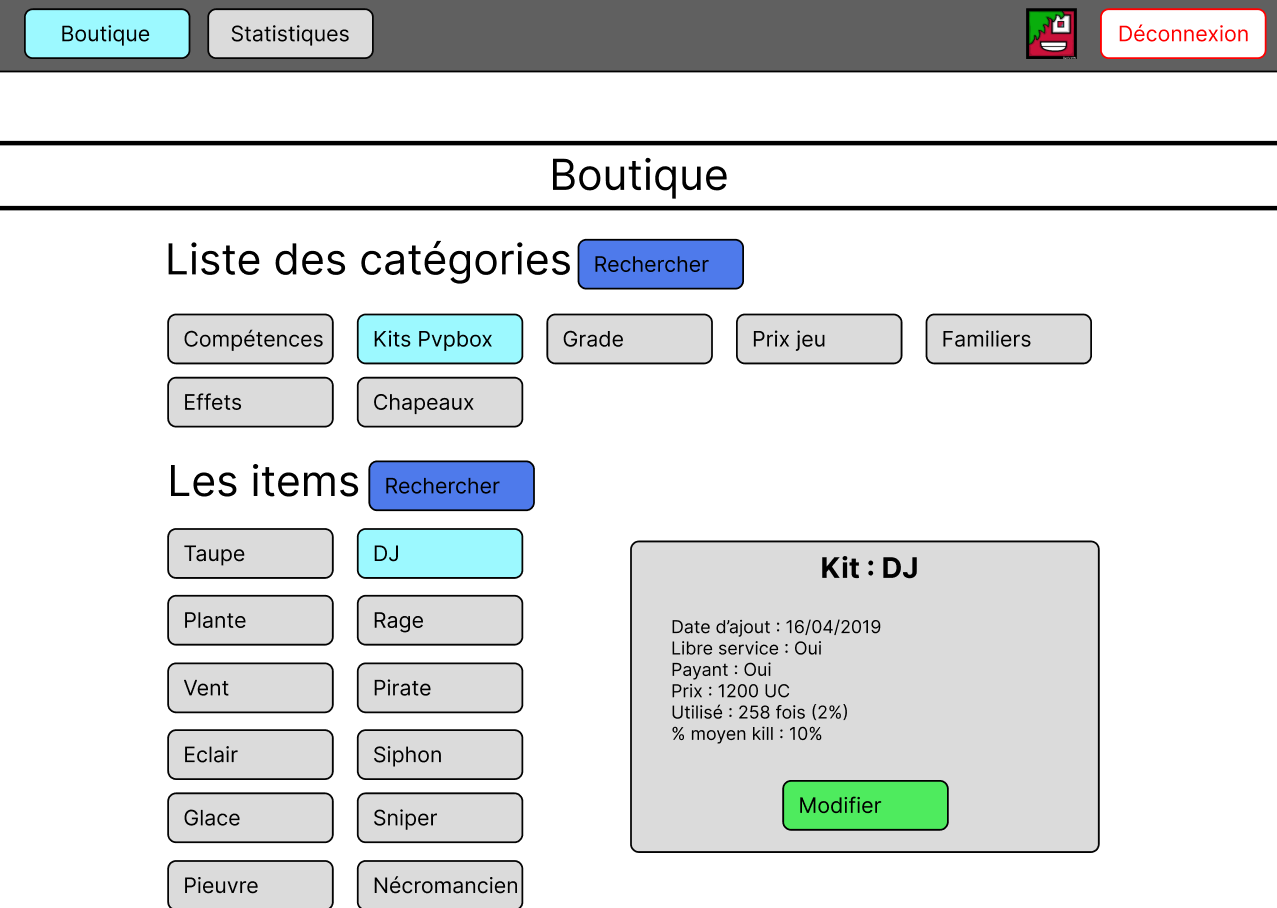 Boutique
Statistiques
Déconnexion
Boutique
Liste des catégories
Rechercher
Compétences
Kits Pvpbox
Grade
Prix jeu
Familiers
Effets
Chapeaux
Les items
Rechercher
Taupe
DJ
Plante
Rage
Vent
Pirate
Eclair
Siphon
Glace
Sniper
Pieuvre
Nécromancien
Kit : DJ
Date d’ajout : 16/04/2019
Libre service : Oui
Payant : Oui
Prix : 1200 UC
Utilisé : 258 fois (2%)
% moyen kill : 10%
Modifier